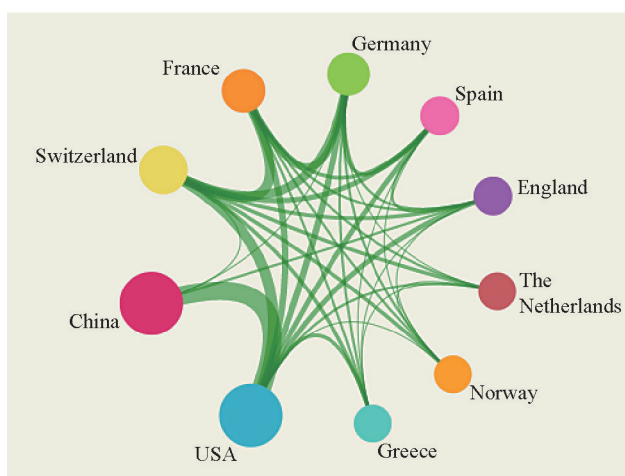 Germany
France
Spain
Switzerland
England
The
Netherlands
China
Norway
USA
Greece